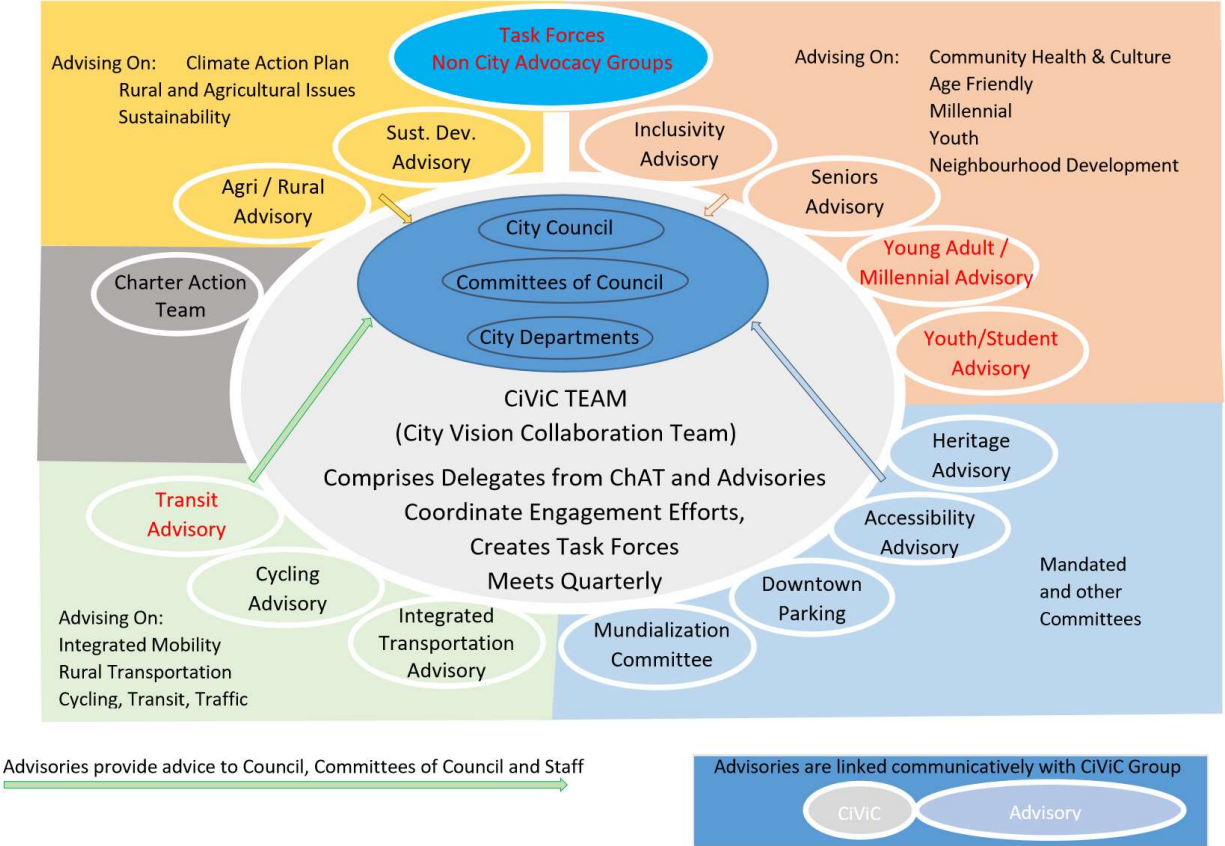 Task Forces
Non City Advocacy Groups
Advising On: Climate Action Plan
Rural and Agricultural Issues
Sustainability
Sust. Dev.
Advisory
Agri / Rural
Advisory
Advising On: Community Health & Culture
Age Friendly
Millennial
Youth
Neighbourhood Development
Inclusivity
Advisory
Seniors
Advisory
Young Adult /
Millennial Advisory
Youth/Student
Advisory
Charter Action
Team
City Council
Committees of Council
City Departments
CiViC TEAM
(City Vision Collaboration Team)
Comprises Delegates from ChAT and Advisories
Coordinate Engagement Efforts,
Creates Task Forces
Meets Quarterly
Heritage
Advisory
Accessibility
Advisory
Downtown
Parking
Mundialization
Committee
Mandated
and other
Committees
Transit
Advisory
Cycling
Advisory
Integrated
Transportation
Advisory
Advising On:
Integrated Mobility
Rural Transportation
Cycling, Transit, Traffic
Advisories provide advice to Council, Committees of Council and Staff
Advisories are linked communicatively with CiViC Group
CiViC
Advisory